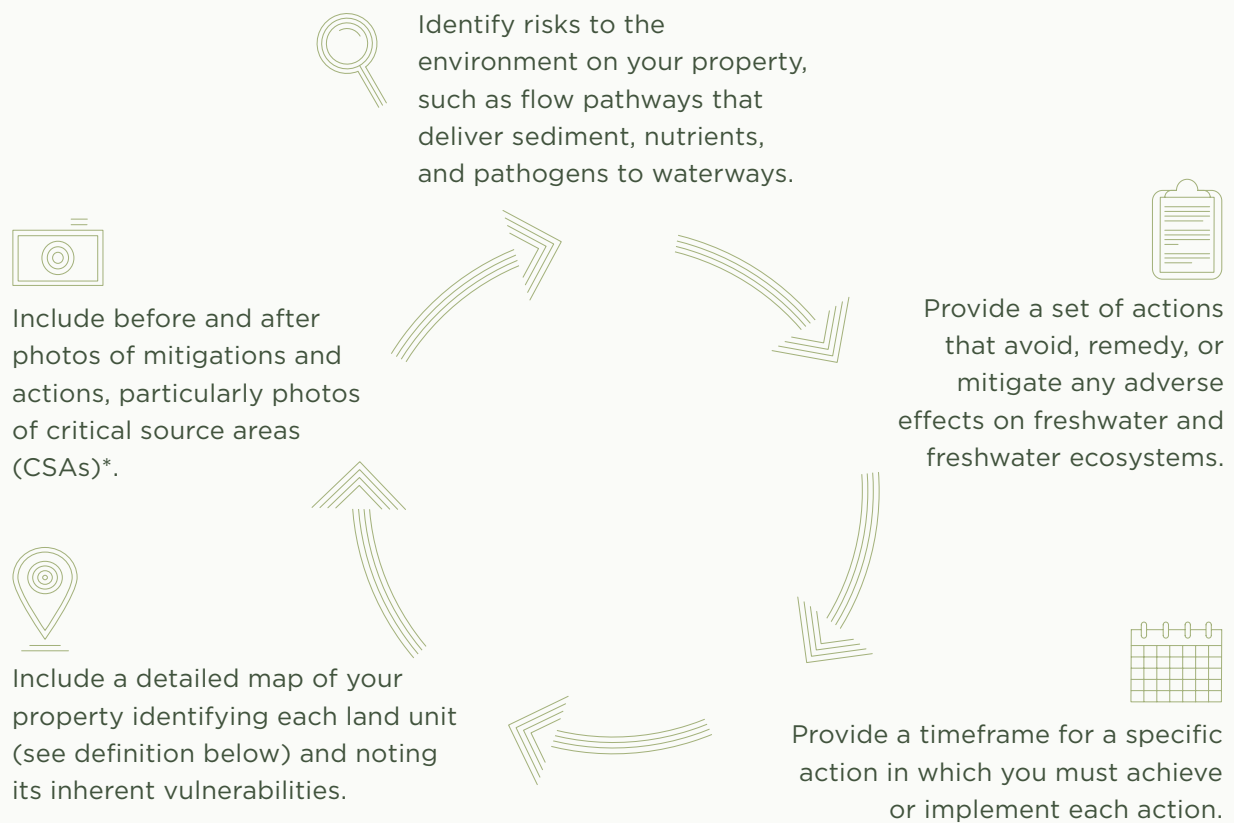 Identify risks to the
environment on your property,
such as flow pathways that
deliver sediment, nutrients,
and pathogens to waterways.
Provide a set of actions
that avoid, remedy, or
mitigate any adverse
effects on freshwater and
freshwater ecosystems.
Provide a timeframe for a specific
action in which you must achieve
or implement each action.
Include a detailed map of your
property identifying each land unit
(see definition below) and noting
its inherent vulnerabilities.
Include before and after
photos of mitigations and
actions, particularly photos
of critical source areas
(CSAs)*.